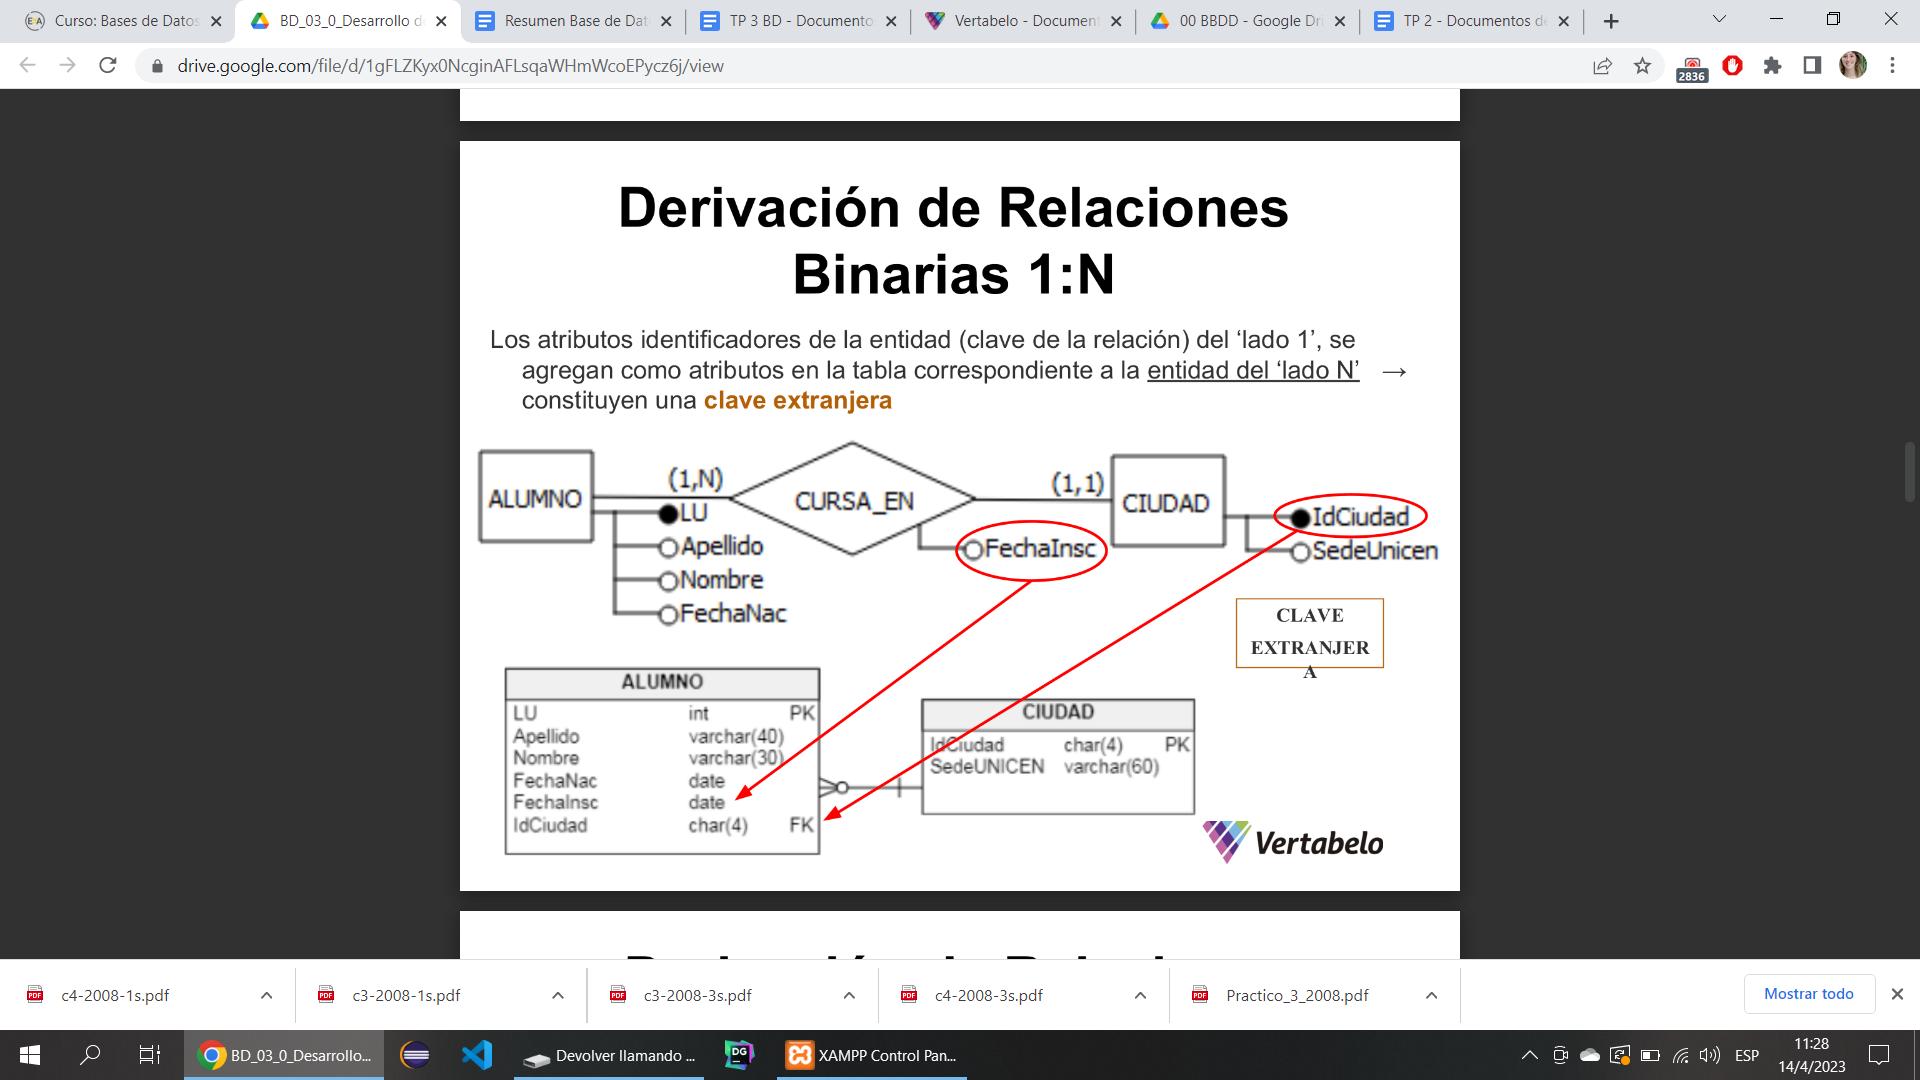 Curso: Bases de Datos
BD_03_0_Desarrollo de
Resumen Base de Dat
TP 3 BD - Documento
Vertabelo - Document
00 BBDD - Google Dri
TP 2 - Documentos de
drive.google.com/file/d/1gFLZKyx0NcginAFLsqaWHmWcoEPycz6j/view
2836
Derivación de Relaciones
Binarias 1:N
Los atributos identificadores de la entidad (clave de la relación) del ‘lado 1’, se
agregan como atributos en la tabla correspondiente a la entidad del ‘lado N’ →
constituyen una clave extranjera
ALUMNO
(1,N)
CURSA_EN
(1,1)
CIUDAD
LU
Apellido
Nombre
FechaNac
FechaInsc
IdCiudad
SedeUnicen
CLAVE
EXTRANJER
A
ALUMNO
LU int PK
Apellido varchar(40)
Nombre varchar(30)
FechaNac date
FechaInsc date
IdCiudad char(4) FK
CIUDAD
IdCiudad char(4) PK
SedeUNICEN varchar(60)
Vertabelo
c4-2008-1s.pdf
c3-2008-1s.pdf
c3-2008-3s.pdf
c4-2008-3s.pdf
Practico_3_2008.pdf
Mostrar todo
BD_03_0_Desarrollo...
Devolver llamando ...
DG
XAMPP Control Pan...
ESP
11:28
14/4/2023